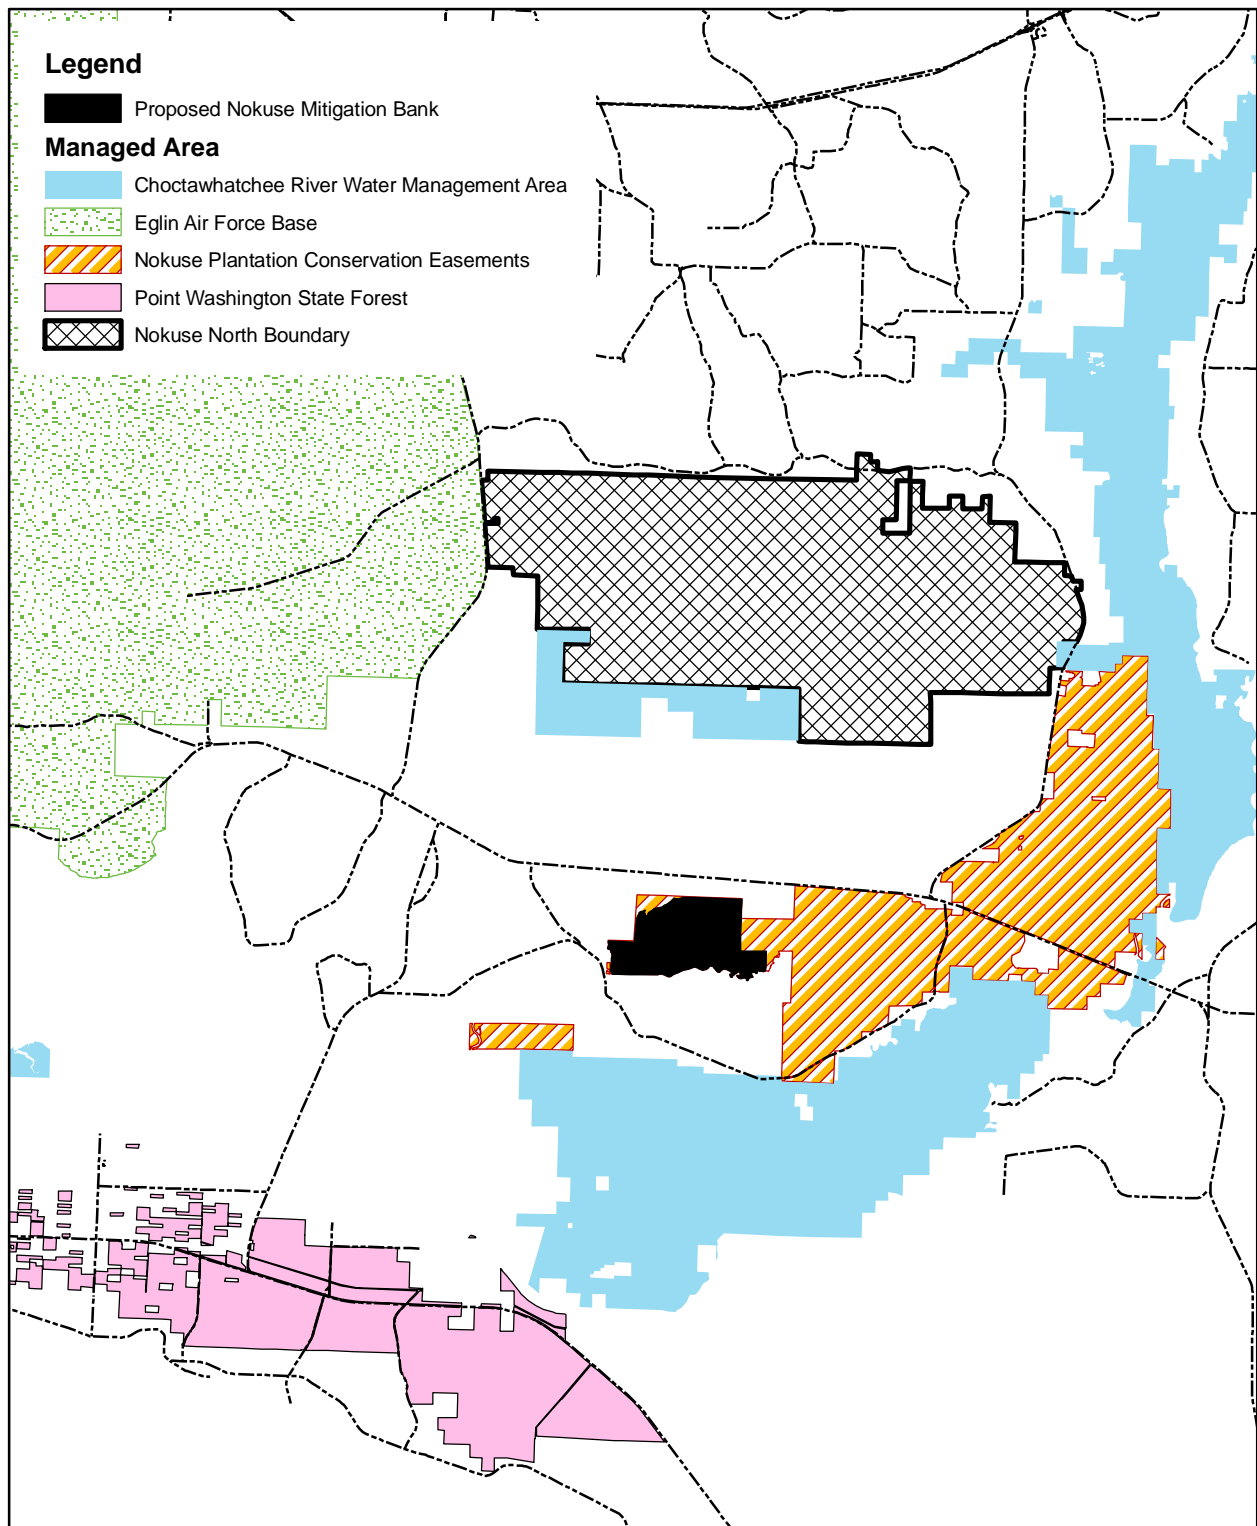 Legend
Proposed Nokuse Mitigation Bank
Managed Area
Choctawhatchee River Water Management Area
Eglin Air Force Base
Nokuse Plantation Conservation Easements
Point Washington State Forest
Nokuse North Boundary